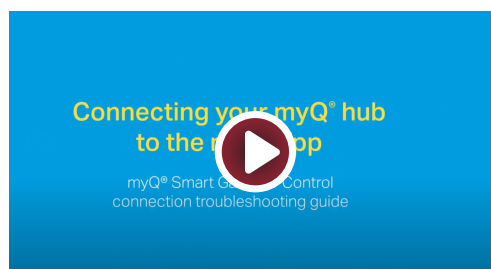 Connecting your myQ® hub
to the
myQ® Smart Control
connection troubleshooting guide